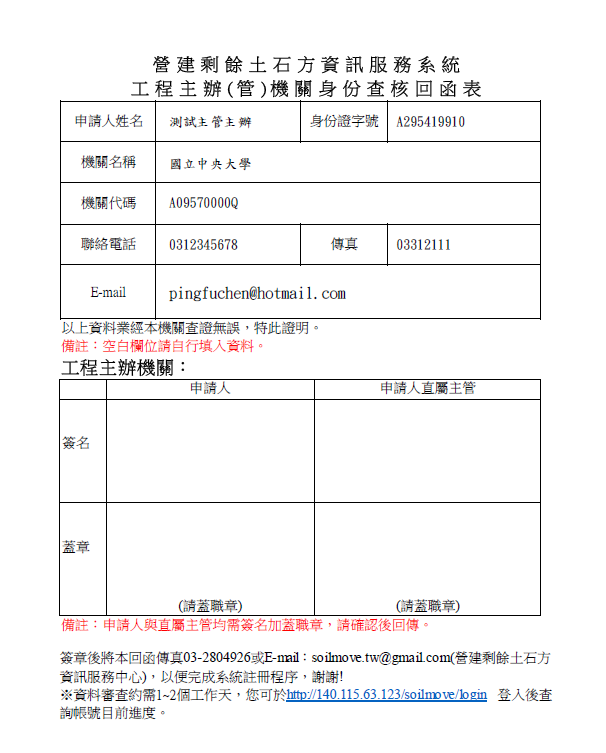 營建剩餘土石方資訊服務系統
工程主辦(管)機關身份查核回函表
申請人姓名 測試主管主辦 身份證字號 A295419910
機關名稱 國立中央大學
機關代碼 A09570000Q
聯絡電話 0312345678 傳真 03312111
E-mail pingfuchen@hotmail.com
以上資料業經本機關查證無誤，特此證明。
備註：空白欄位請自行填入資料。
工程主辦機關：
申請人 申請人直屬主管
簽名
蓋章
(請蓋職章) (請蓋職章)
備註：申請人與直屬主管均需簽名加蓋職章，請確認後回傳。
簽章後將本回函傳真03-2804926或E-mail：soilmove.tw@gmail.com(營建剩餘土石方
資訊服務中心)，以便完成系統註冊程序，謝謝!
※資料審查約需1~2個工作天，您可於http://140.115.63.123/soilmove/login 登入後查
詢帳號目前進度。